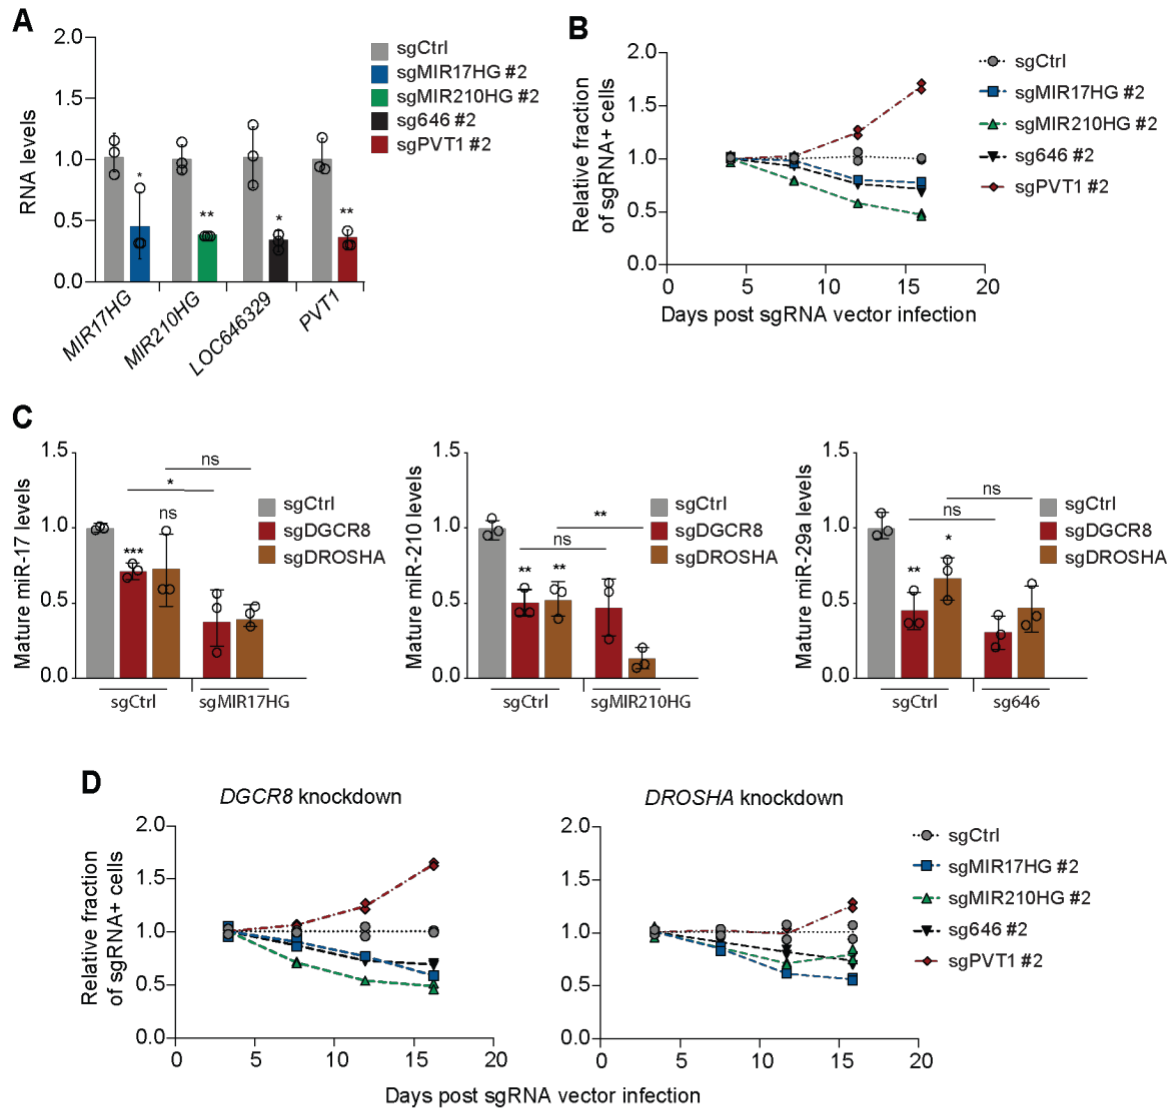 A
2.0
1.5
1.0
0.5
0.0
RNA levels
* ** * **
MIR17HG
MIR210HG
LOC646329
PVT1
sgCtrl
sgMIR17HG #2
sgMIR210HG #2
sg646 #2
sgPVT1 #2
B
2.0
1.5
1.0
0.5
0.0
Relative fraction
of sgRNA+ cells
0 5 10 15 20
Days post sgRNA vector infection
sgCtrl
sgMIR17HG #2
sgMIR210HG #2
sg646 #2
sgPVT1 #2
C
1.5
1.0
0.5
0.0
Mature miR-17 levels
ns
*
ns
***
sgCtrl
sgDGCR8
sgDROSHA
sgCtrl sgMIR17HG
1.5
1.0
0.5
0.0
Mature miR-210 levels
**
ns
** **
sgCtrl
sgDGCR8
sgDROSHA
sgCtrl sgMIR210HG
1.5
1.0
0.5
0.0
Mature miR-29a levels
ns
ns
*
**
sgCtrl
sgDGCR8
sgDROSHA
sgCtrl sg646
D
DGCR8 knockdown
2.0
1.5
1.0
0.5
0.0
Relative fraction
of sgRNA+ cells
0 5 10 15 20
DROSHA knockdown
2.0
1.5
1.0
0.5
0.0
0 5 10 15 20
sgCtrl
sgMIR17HG #2
sgMIR210HG #2
sg646 #2
sgPVT1 #2
Days post sgRNA vector infection